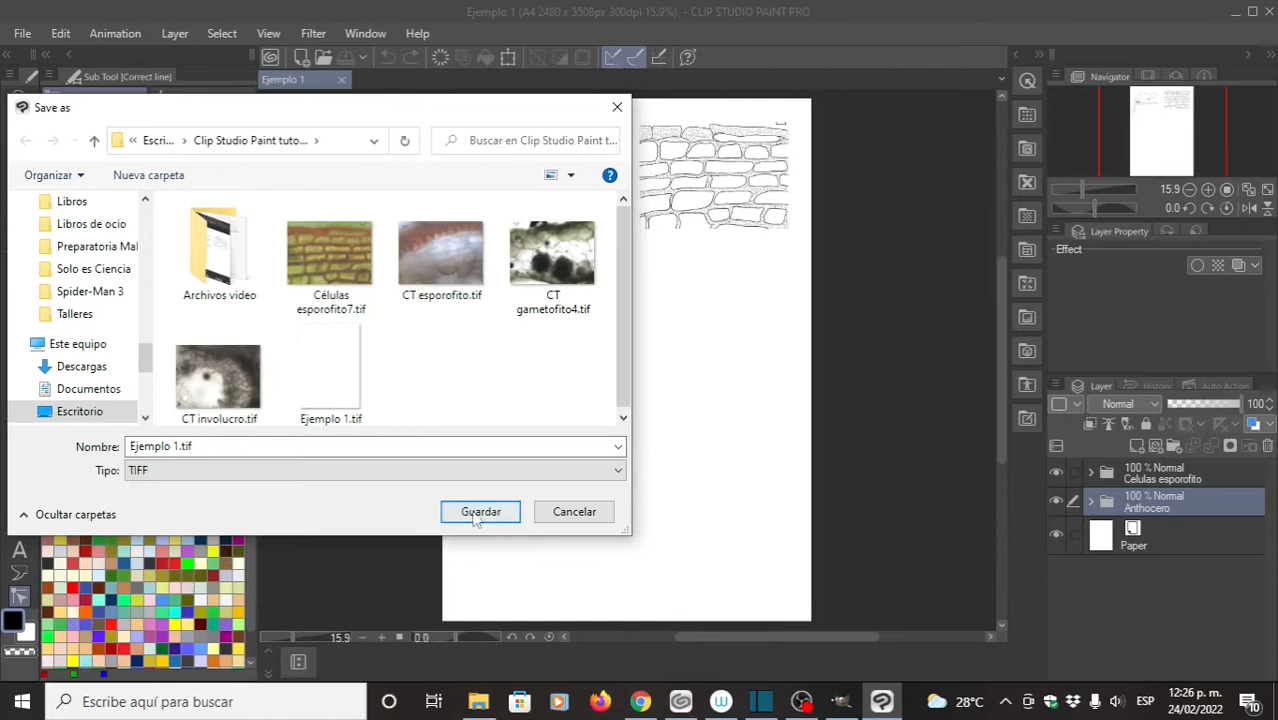 Ejemplo 1 (A4 2480 x 3508px 300dpi 15.9%) - CLIP STUDIO PAINT PRO
File Edit Animation Layer Select View Filter Window Help
Sub Tool [Correct line]
Ejemplo 1
Navigator
Save as
Escri... Clip Studio Paint tuto...
Buscar en Clip Studio Paint t...
Organizar
Nueva carpeta
Libros
Libros de ocio
Preparatoria Mal
Solo es Ciencia
Spider-Man 3
Talleres
Este equipo
Descargas
Documentos
Escritorio
Archivos video
Células
esporofito7.tif
CT esporofito.tif
CT
gametofito4.tif
CT involucro.tif
Ejemplo 1.tif
Nombre: Ejemplo 1.tif
Tipo: TIFF
Ocultar carpetas
Guardar
Cancelar
15.9
0.0
Layer Property
Effect
Layer
Auto Action
Normal
100
100 % Normal
Celulas esporofito
100 % Normal
Anthocero
Paper
15.9
0.0
Escribe aquí para buscar
28°C
ESP
12:26 p. m.
24/02/2022
10